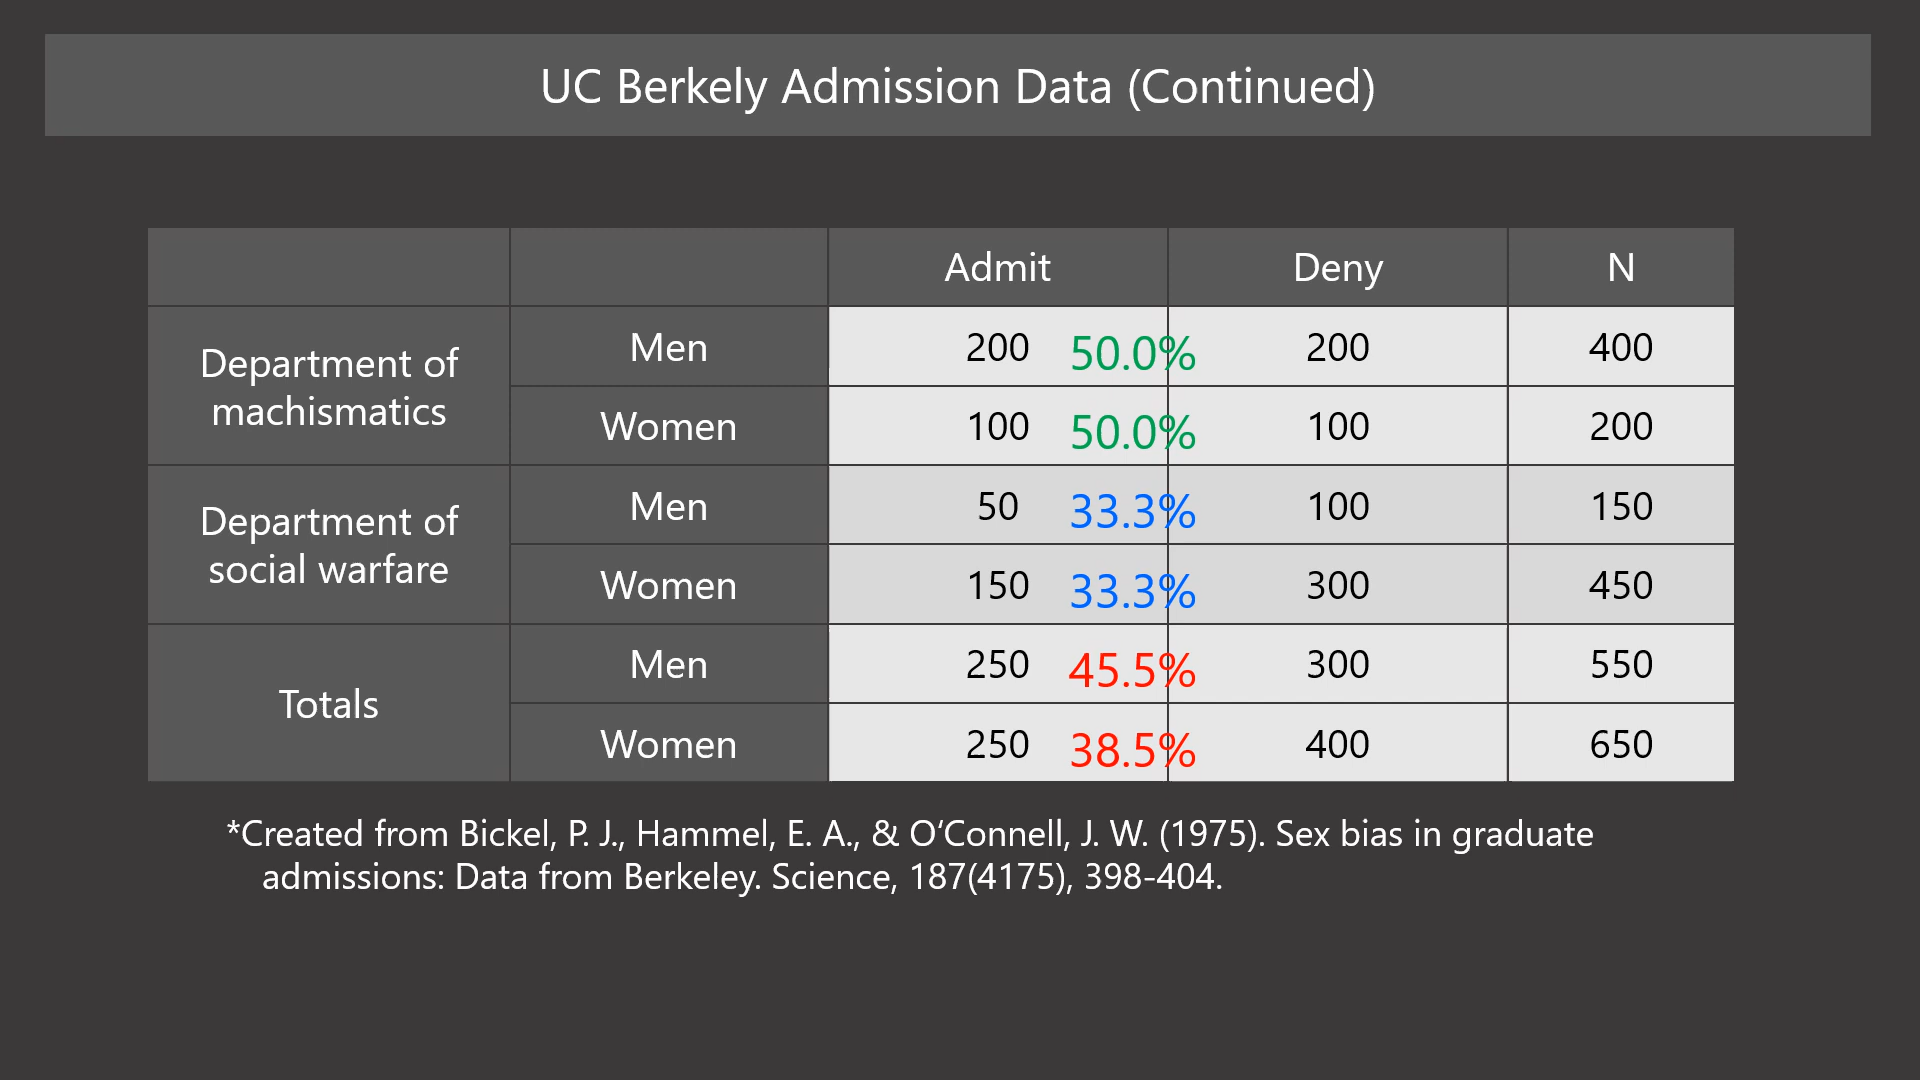 UC Berkely Admission Data (Continued)
Admit Deny N
Department of
machismatics
Men 200 50.0% 200 400
Women 100 50.0% 100 200
Department of
social warfare
Men 50 33.3% 100 150
Women 150 33.3% 300 450
Totals
Men 250 45.5% 300 550
Women 250 38.5% 400 650
*Created from Bickel, P. J., Hammel, E. A., & O‘Connell, J. W. (1975). Sex bias in graduate
admissions: Data from Berkeley. Science, 187(4175), 398-404.